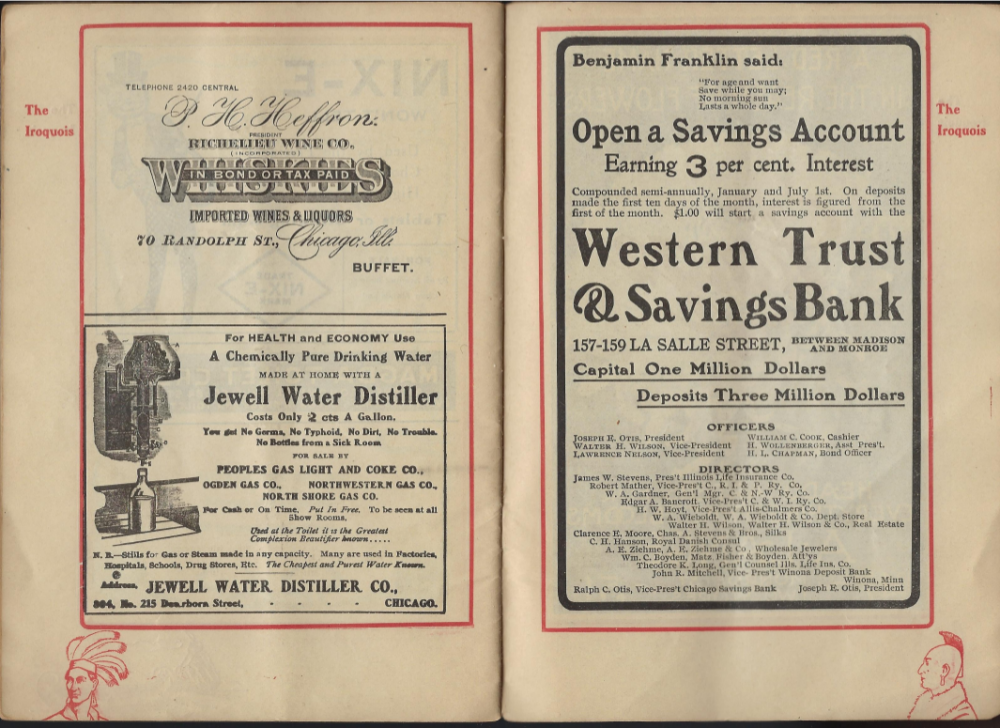 The
Iroquois
TELEPHONE 2420 CENTRAL
P. H. Heffron.
PRESIDENT
RICHELIEU WINE CO.,
(INCORPORATED)
WHISKIES
IN BOND OR TAX PAID
IMPORTED WINES & LIQUORS
70 RANDOLPH ST., Chicago, Ill.
BUFFET.
For HEALTH and ECONOMY Use
A Chemically Pure Drinking Water
MADE AT HOME WITH A
Jewell Water Distiller
Costs Only 2 cts A Gallon.
You get No Germs, No Typhoid, No Dirt, No Trouble.
No Bottles from a Sick Room
FOR SALE BY
PEOPLES GAS LIGHT AND COKE CO.,
OGDEN GAS CO., NORTHWESTERN GAS CO.,
NORTH SHORE GAS CO.
For Cash or On Time, Put In Free. To be seen at all
Show Rooms.
Used at the Toilet it is the Greatest
Complexion Beautifier known.....
N. B.—Stills for Gas or Steam made in any capacity. Many are used in Factories,
Hospitals, Schools, Drug Stores, Etc. The Cheapest and Purest Water Known.
Address, JEWELL WATER DISTILLER CO.,
304, No. 215 Dearborn Street, - - - - CHICAGO.
Benjamin Franklin said:
"For age and want
Save while you may;
No morning sun
Lasts a whole day."
Open a Savings Account
Earning 3 per cent. Interest
Compounded semi-annually, January and July 1st. On deposits
made the first ten days of the month, interest is figured from the
first of the month. $1.00 will start a savings account with the
Western Trust
& Savings Bank
157-159 LA SALLE STREET, BETWEEN MADISON
AND MONROE
Capital One Million Dollars
Deposits Three Million Dollars
OFFICERS
JOSEPH E. OTIS, President WILLIAM C. COOK, Cashier
WALTER H. WILSON, Vice-President H. WOLLENBERGER, Asst Pres't.
LAWRENCE NELSON, Vice-President H. L. CHAPMAN, Bond Officer
DIRECTORS
James W. Stevens, Pres't Illinois Life Insurance Co.
Robert Mather, Vice-Pres't C., R. I. & P. Ry. Co,
W. A. Gardner, Gen'l Mgr. C. & N.-W Ry. Co.
Edgar A. Bancroft, Vice-Pres't C. & W. I. Ry. Co.
H. W. Hoyt, Vice-Pres't Allis-Chalmers Co.
W. A. Wieboldt, W. A. Wieboldt & Co. Dept. Store
Walter H. Wilson, Walter H. Wilson & Co., Real Estate
Clarence E. Moore, Chas. A. Stevens & Bros., Silks
C. H. Hanson, Royal Danish Consul
A. E. Ziehme, A. E. Ziehme & Co., Wholesale Jewelers
Wm. C. Boyden, Matz Fisher & Boyden. Att'ys
Theodore K. Long, Gen'l Counsel Ills. Life Ins. Co.
John R. Mitchell, Vice- Pres't Winona Deposit Bank
Winona, Minn
Ralph C. Otis, Vice-Pres't Chicago Savings Bank Joseph E. Otis, President
The
Iroquois